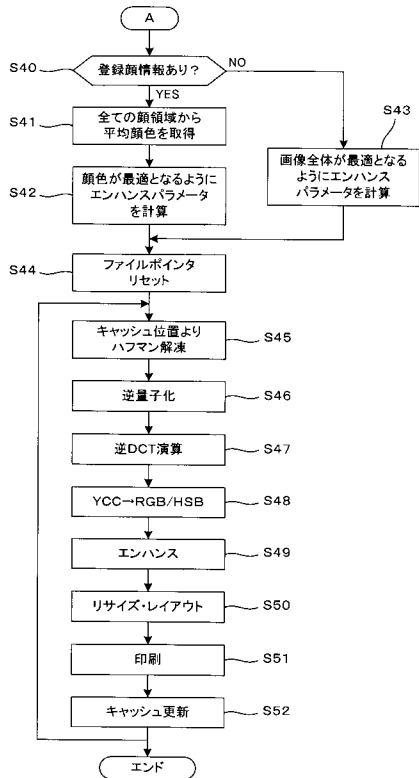 A
S40
登録顔情報あり?
NO
YES
S41
全ての顔領域から
平均顔色を取得
S43
画像全体が最適となる
ようにエンハンス
パラメータを計算
S42
顔色が最適となるように
エンハンスパラメータ
を計算
S44
ファイルポインタ
リセット
キャッシュ位置より
ハフマン解凍
S45
逆量子化
S46
逆DCT演算
S47
YCC→RGB/HSB
S48
エンハンス
S49
リサイズ・レイアウト
S50
印刷
S51
キャッシュ更新
S52
エンド